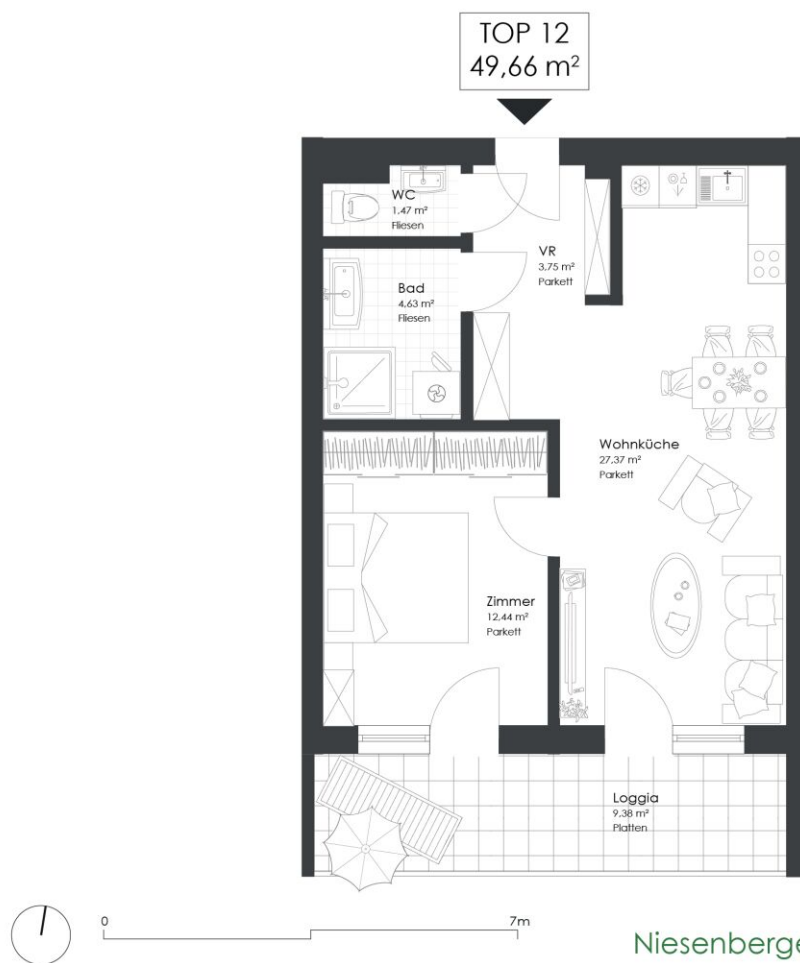 TOP 12
49,66 m²
WC
1.47 m²
Fliesen
VR
3,75 m²
Parkett
Bad
4,63 m²
Fliesen
Wohnküche
27,37 m²
Parkett
Zimmer
12,44 m²
Parkett
Loggia
9,38 m²
Platten
0
7m
Niesenberge